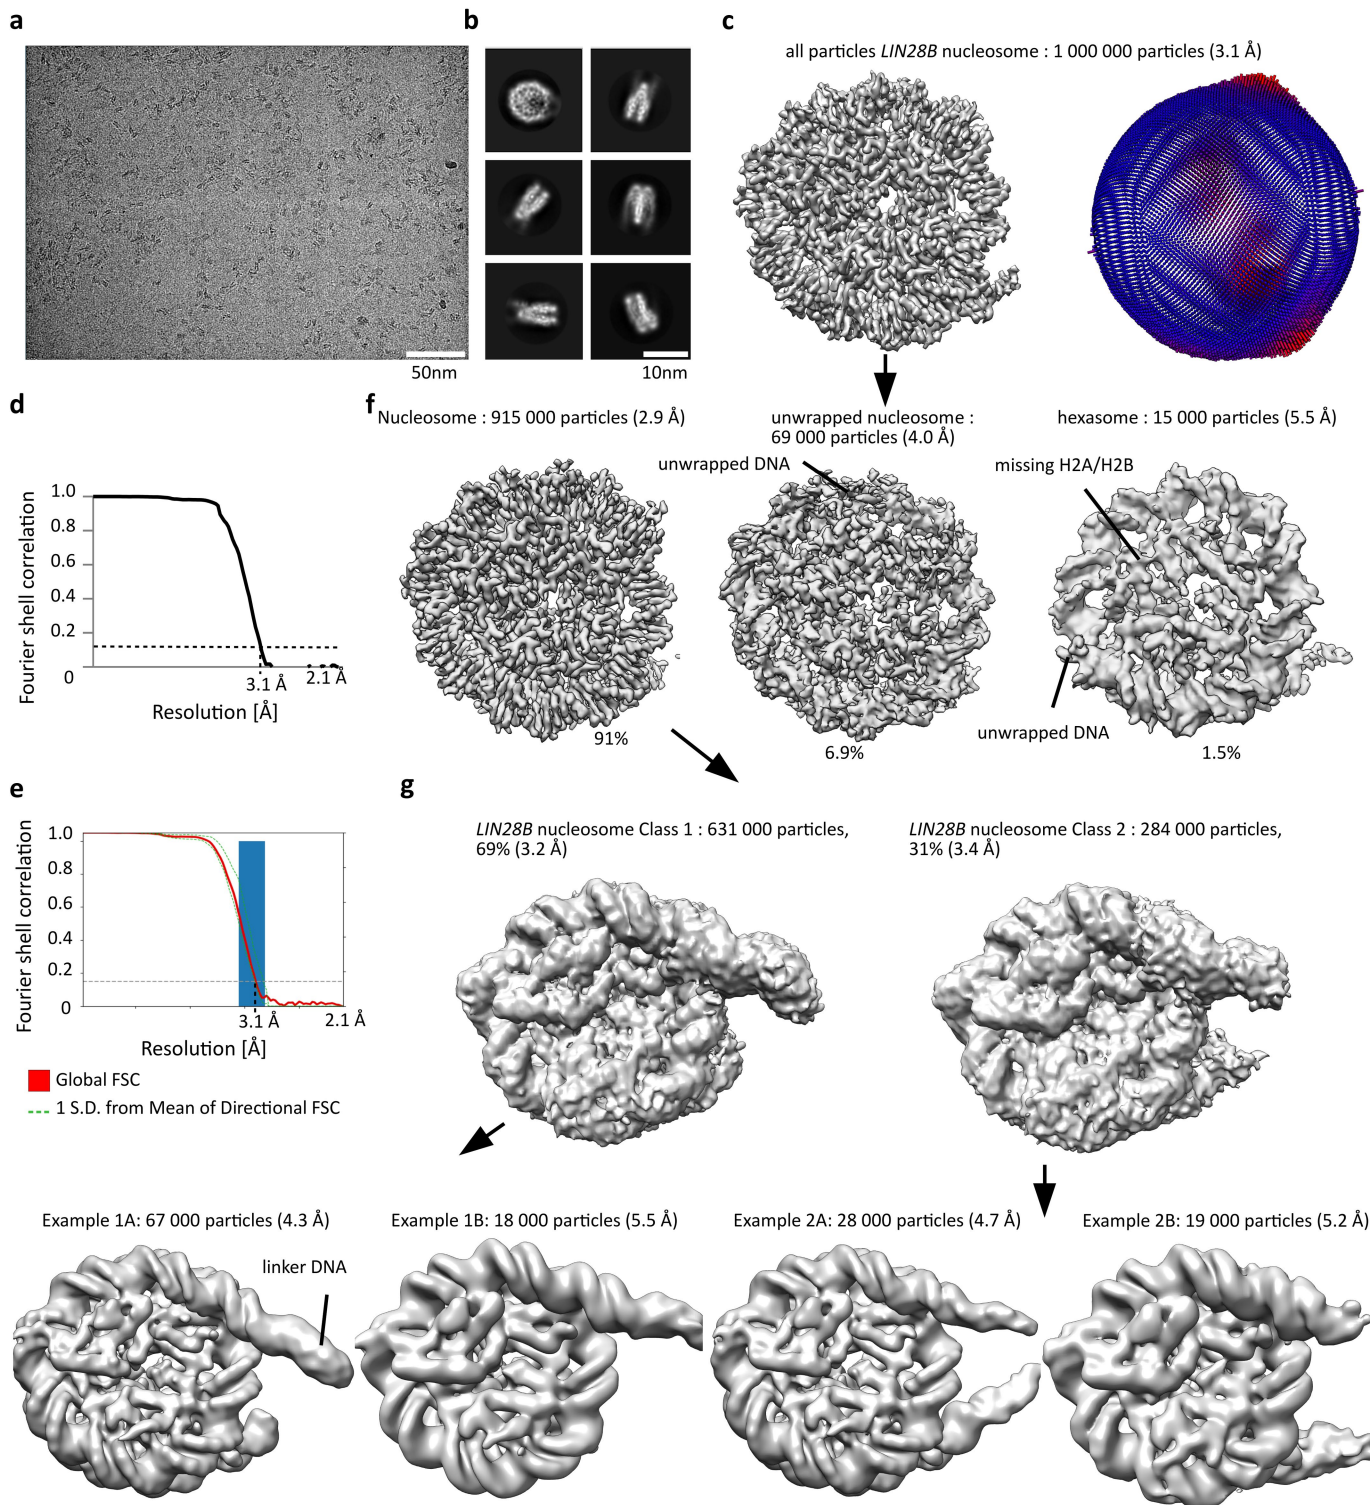 a
50nm
b
10nm
c
all particles LIN28B nucleosome : 1 000 000 particles (3.1 Å)
d
Fourier shell correlation
1.0
0.8
0.6
0.4
0.2
0
3.1 Å
2.1 Å
Resolution [Å]
f
Nucleosome : 915 000 particles (2.9 Å)
91%
unwrapped nucleosome :
69 000 particles (4.0 Å)
unwrapped DNA
6.9%
hexasome : 15 000 particles (5.5 Å)
missing H2A/H2B
unwrapped DNA
1.5%
e
Fourier shell correlation
1.0
0.8
0.6
0.4
0.2
0
3.1 Å
2.1 Å
Resolution [Å]
Global FSC
1 S.D. from Mean of Directional FSC
g
LIN28B nucleosome Class 1 : 631 000 particles,
69% (3.2 Å)
LIN28B nucleosome Class 2 : 284 000 particles,
31% (3.4 Å)
Example 1A: 67 000 particles (4.3 Å)
linker DNA
Example 1B: 18 000 particles (5.5 Å)
Example 2A: 28 000 particles (4.7 Å)
Example 2B: 19 000 particles (5.2 Å)